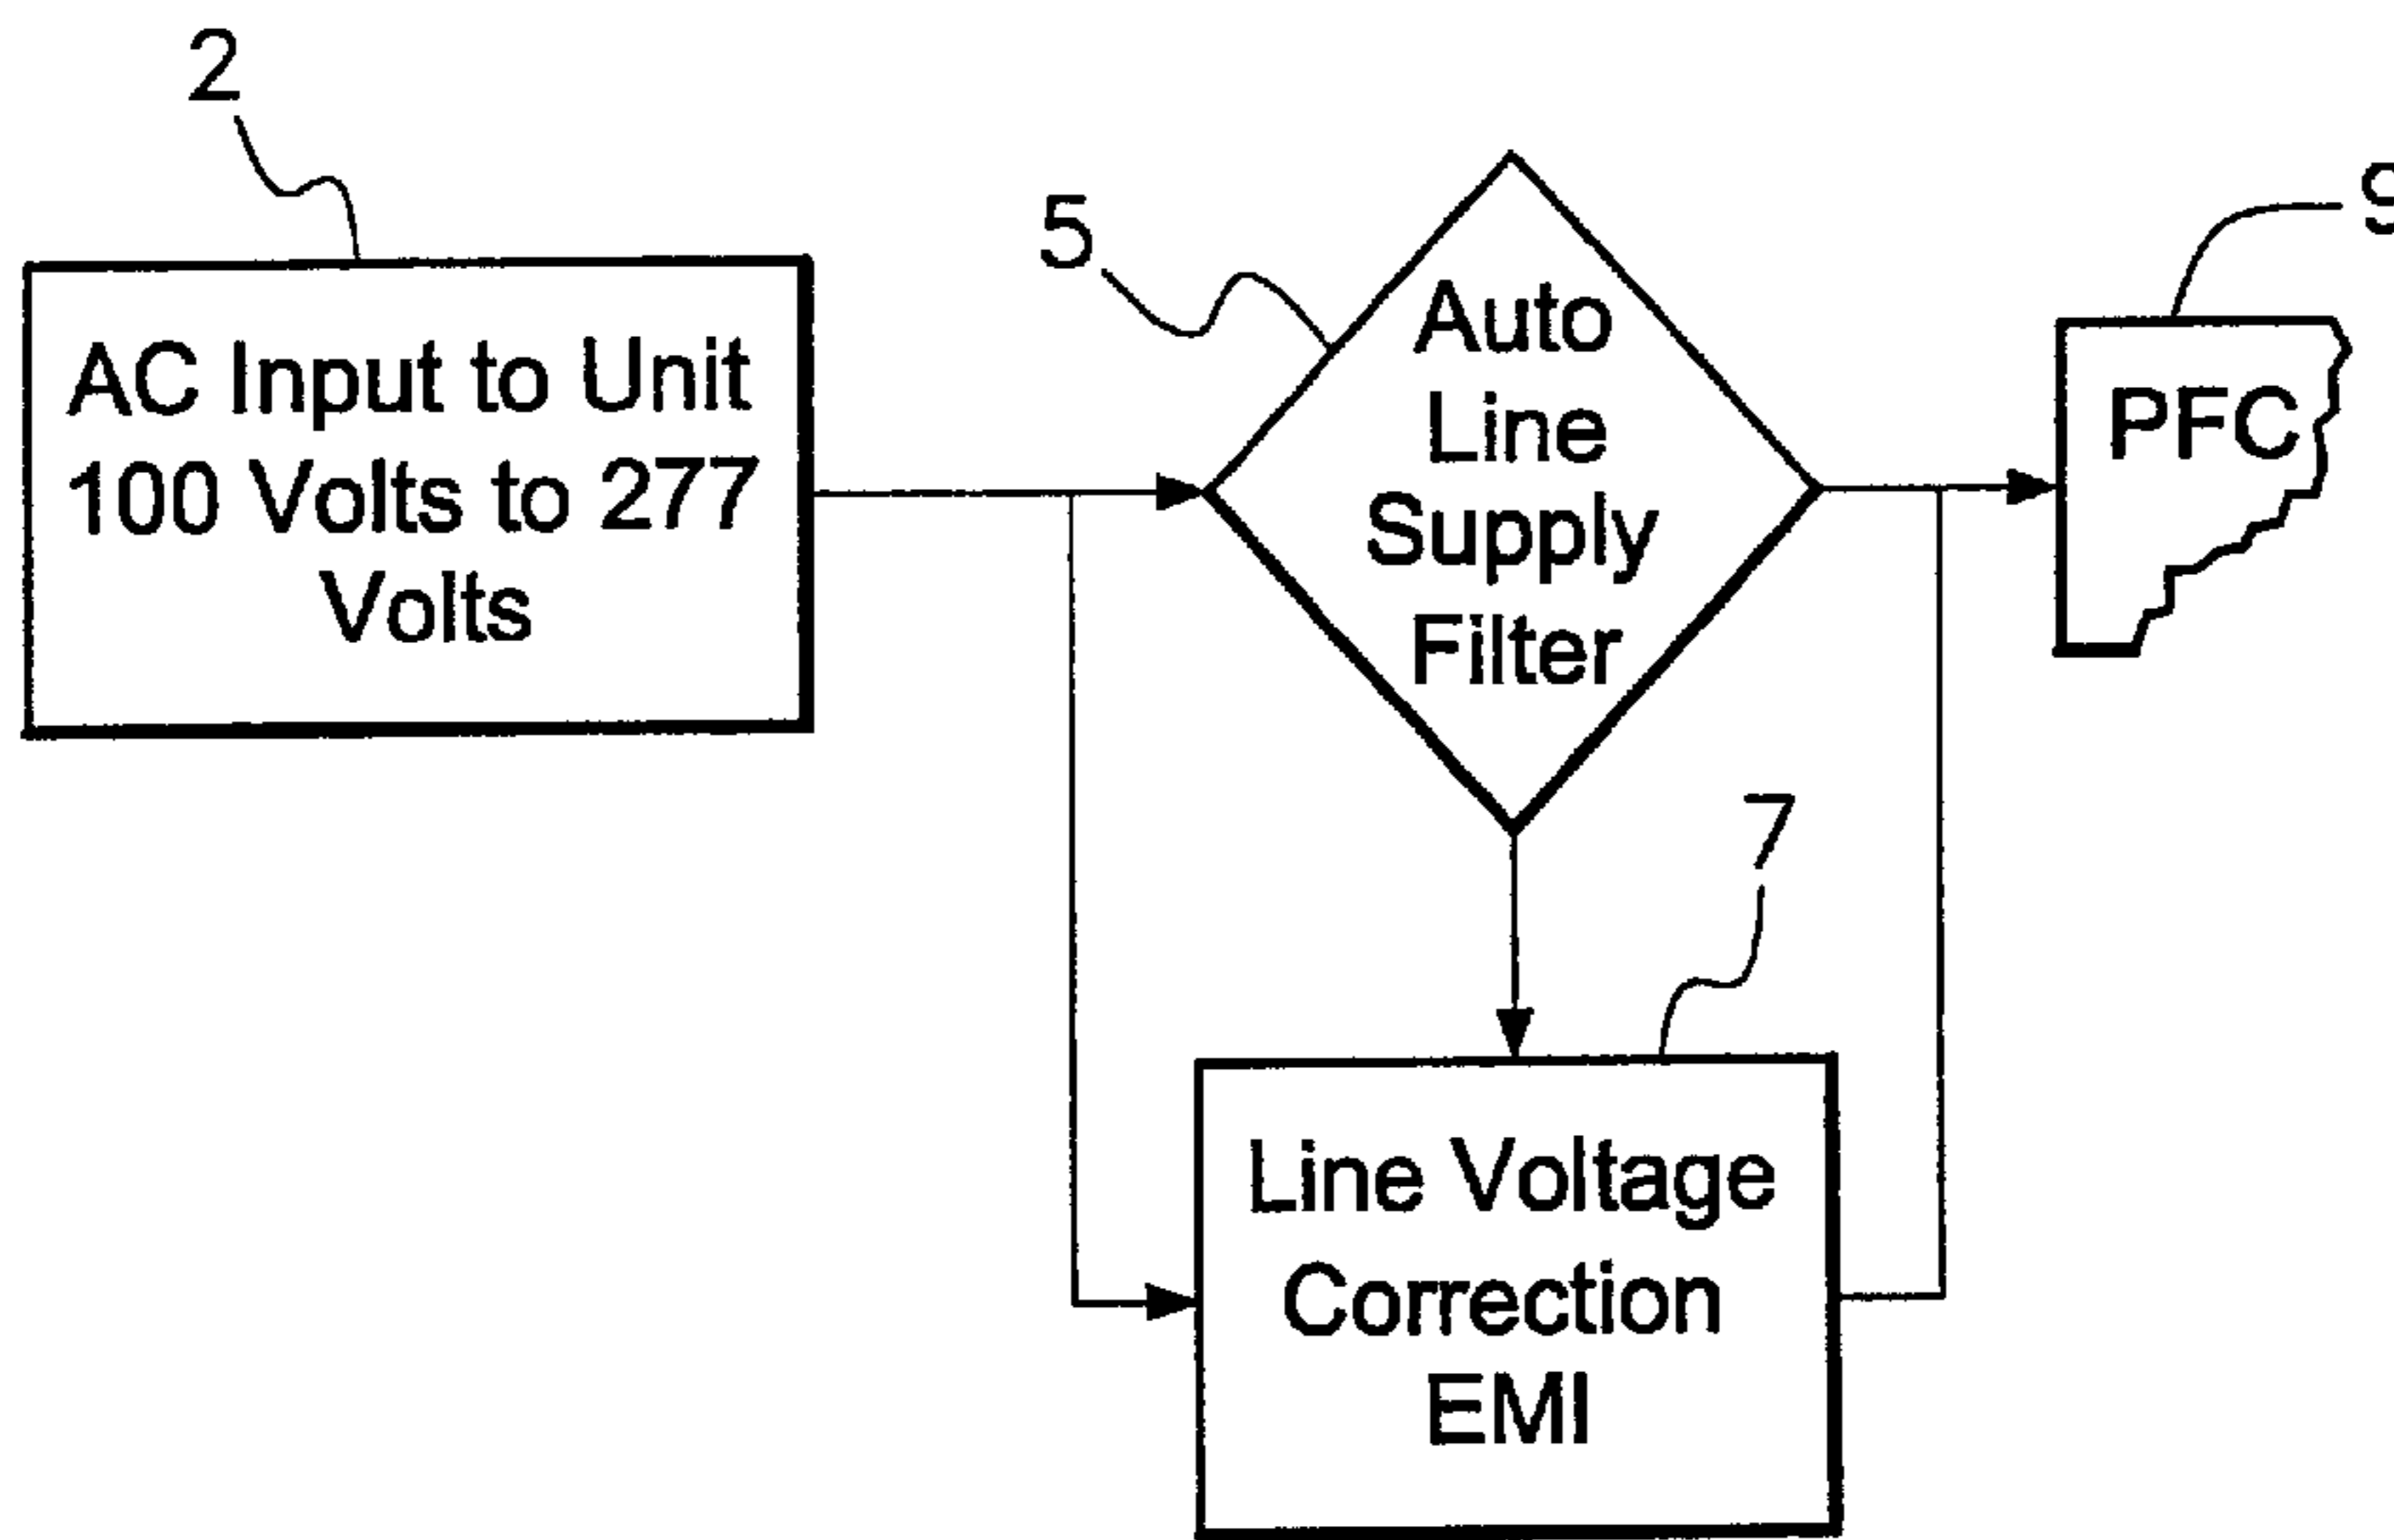 2
AC Input to Unit
100 Volts to 277
Volts
5
Auto
Line
Supply
Filter
9
PFC
7
Line Voltage
Correction
EMI